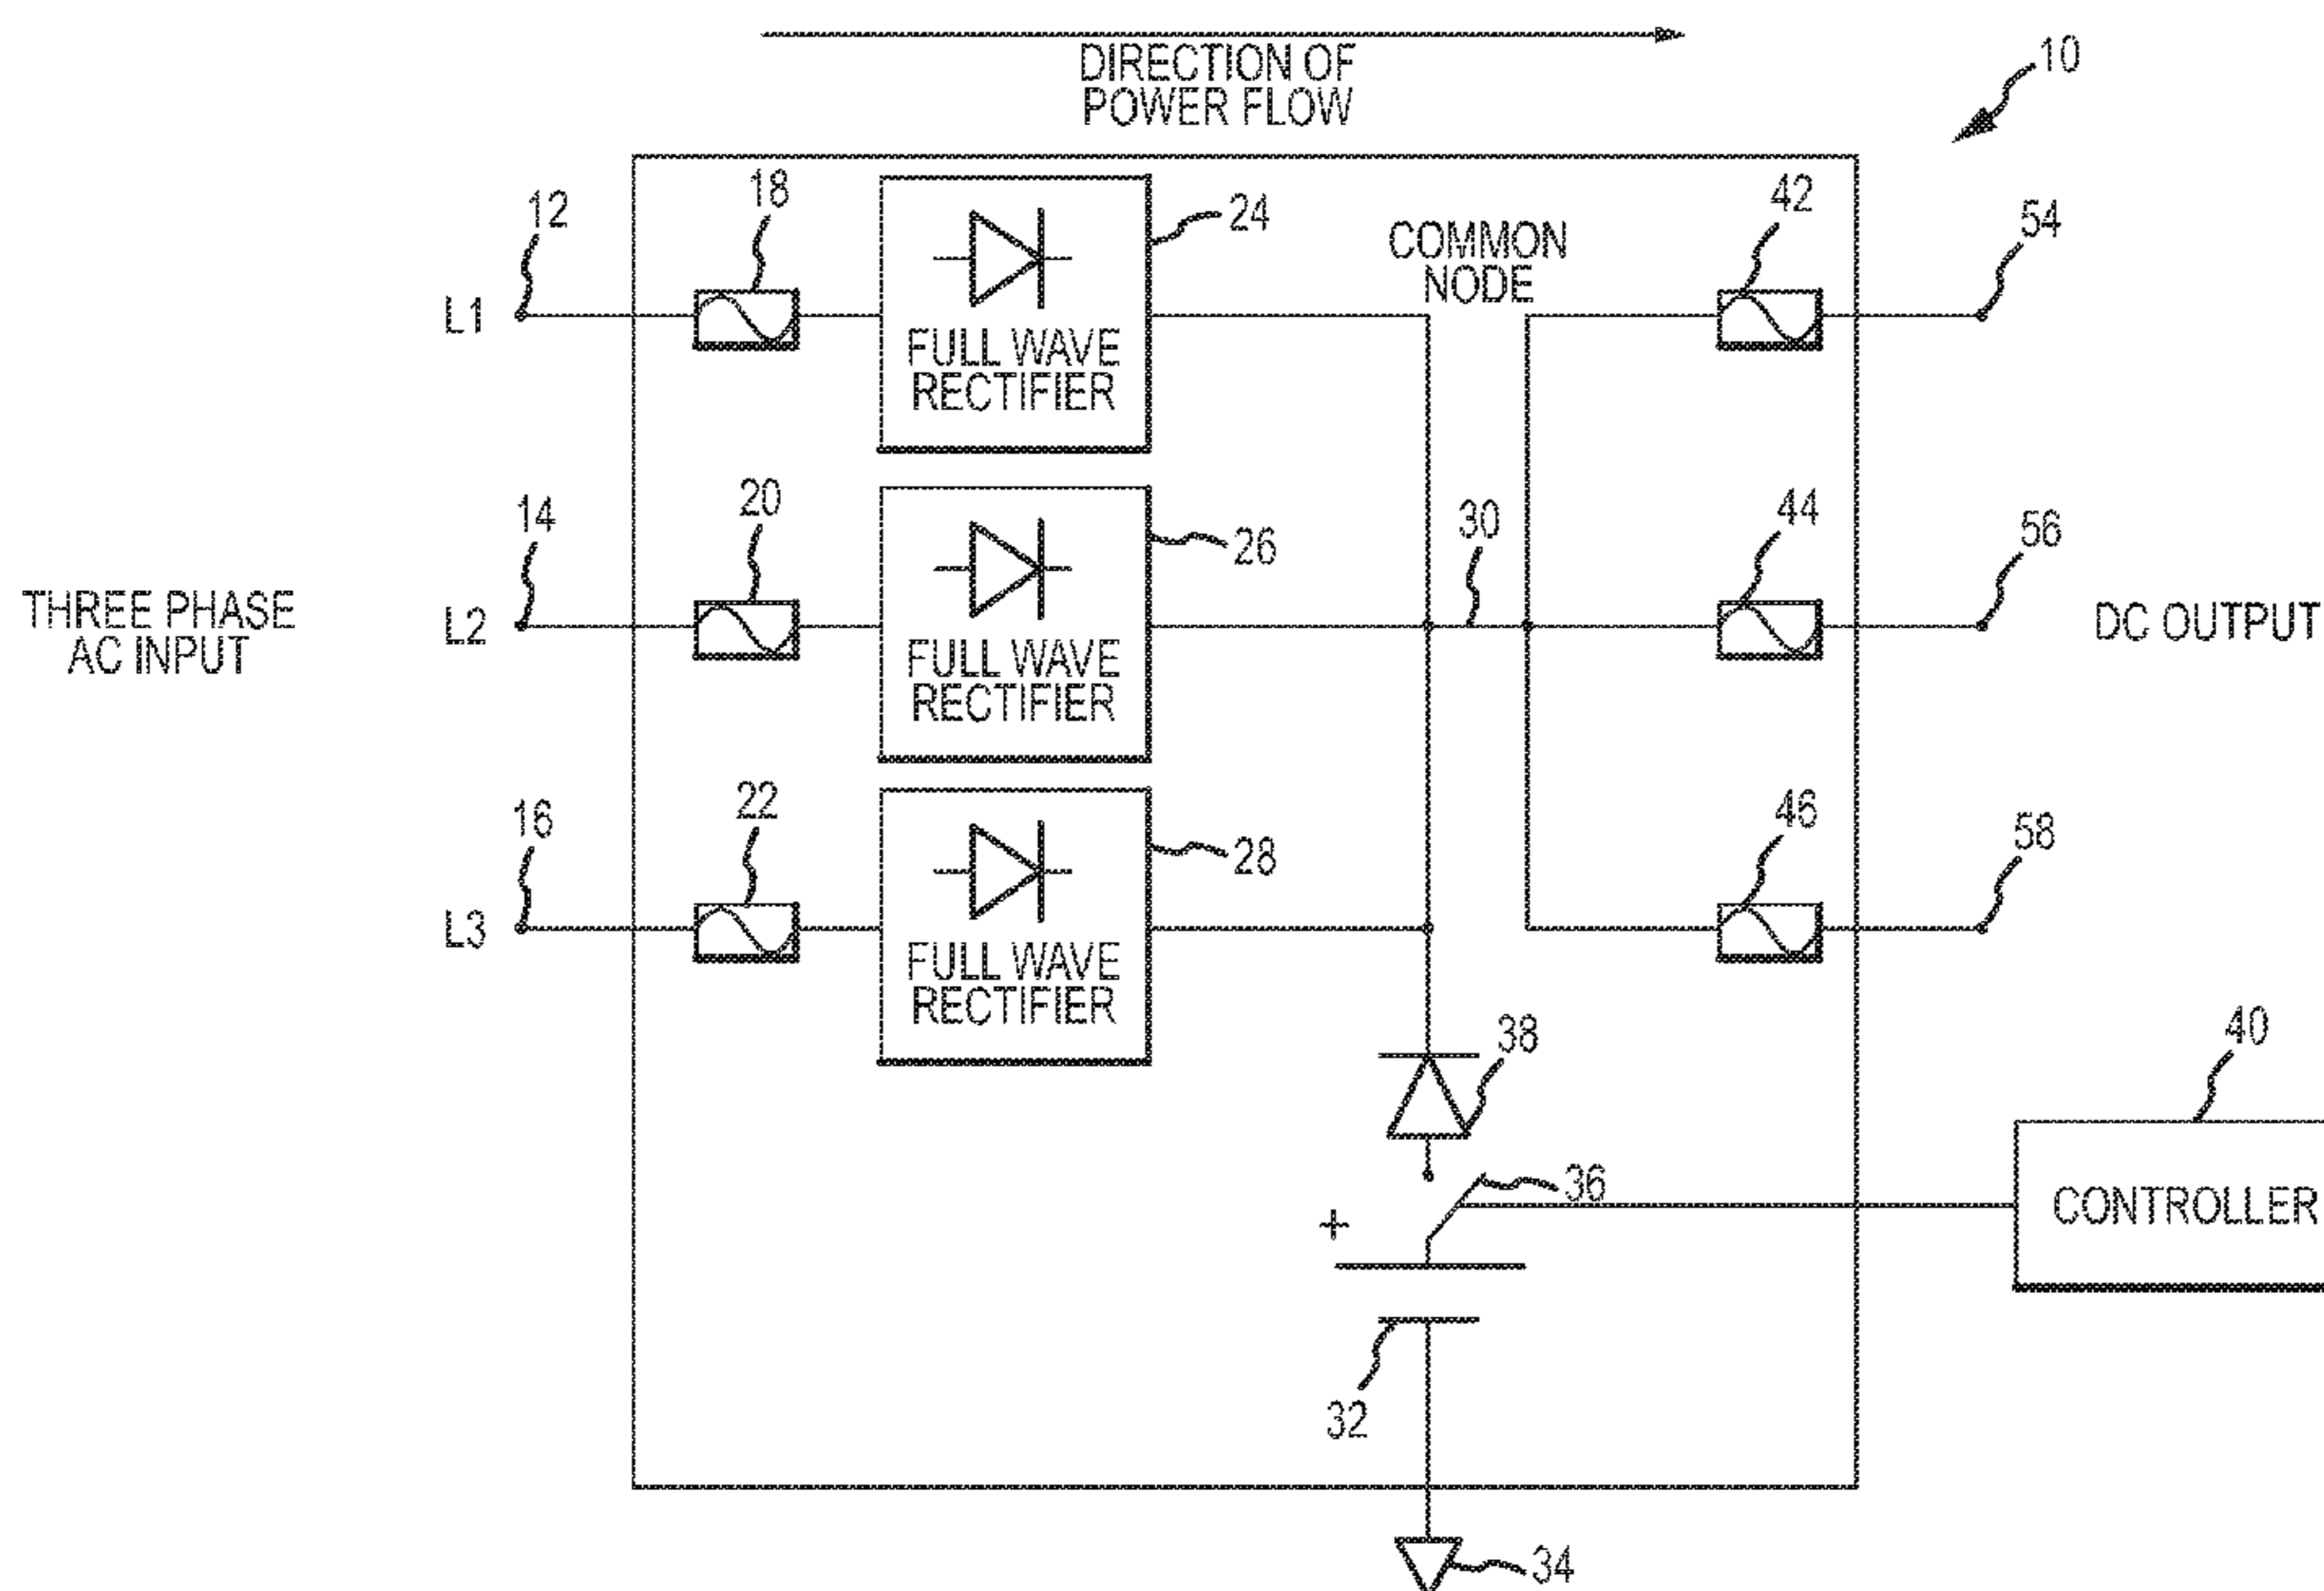 DIRECTION OF
POWER FLOW
10
12
18
24
COMMON
NODE
42
54
L1
FULL WAVE
RECTIFIER
14
20
26
30
44
56
THREE PHASE
AC INPUT
L2
FULL WAVE
RECTIFIER
DC OUTPUT
16
22
28
46
58
L3
FULL WAVE
RECTIFIER
38
40
36
+
CONTROLLER
32
34